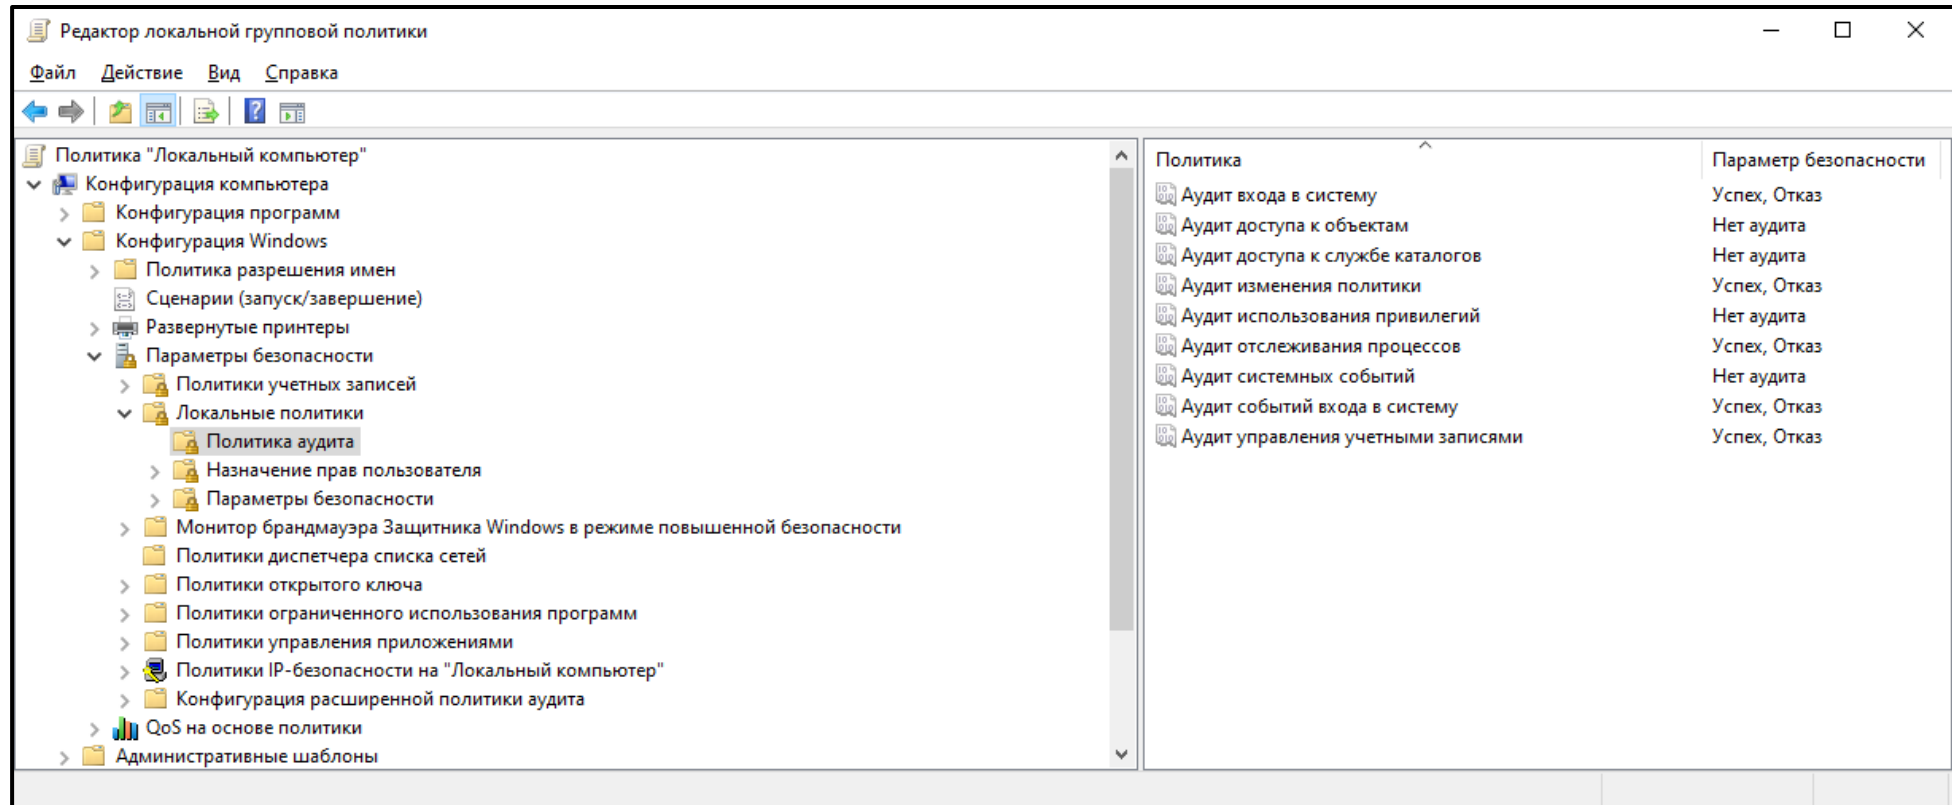 Редактор локальной групповой политики
Файл Действие Вид Справка
Политика "Локальный компьютер"
Конфигурация компьютера
Конфигурация программ
Конфигурация Windows
Политика разрешения имен
Сценарии (запуск/завершение)
Развернутые принтеры
Параметры безопасности
Политики учетных записей
Локальные политики
Политика аудита
Назначение прав пользователя
Параметры безопасности
Монитор брандмауэра Защитника Windows в режиме повышенной безопасности
Политики диспетчера списка сетей
Политики открытого ключа
Политики ограниченного использования программ
Политики управления приложениями
Политики IP-безопасности на "Локальный компьютер"
Конфигурация расширенной политики аудита
QoS на основе политики
Административные шаблоны
Политика Параметр безопасности
Аудит входа в систему Успех, Отказ
Аудит доступа к объектам Нет аудита
Аудит доступа к службе каталогов Нет аудита
Аудит изменения политики Успех, Отказ
Аудит использования привилегий Нет аудита
Аудит отслеживания процессов Успех, Отказ
Аудит системных событий Нет аудита
Аудит событий входа в систему Успех, Отказ
Аудит управления учетными записями Успех, Отказ